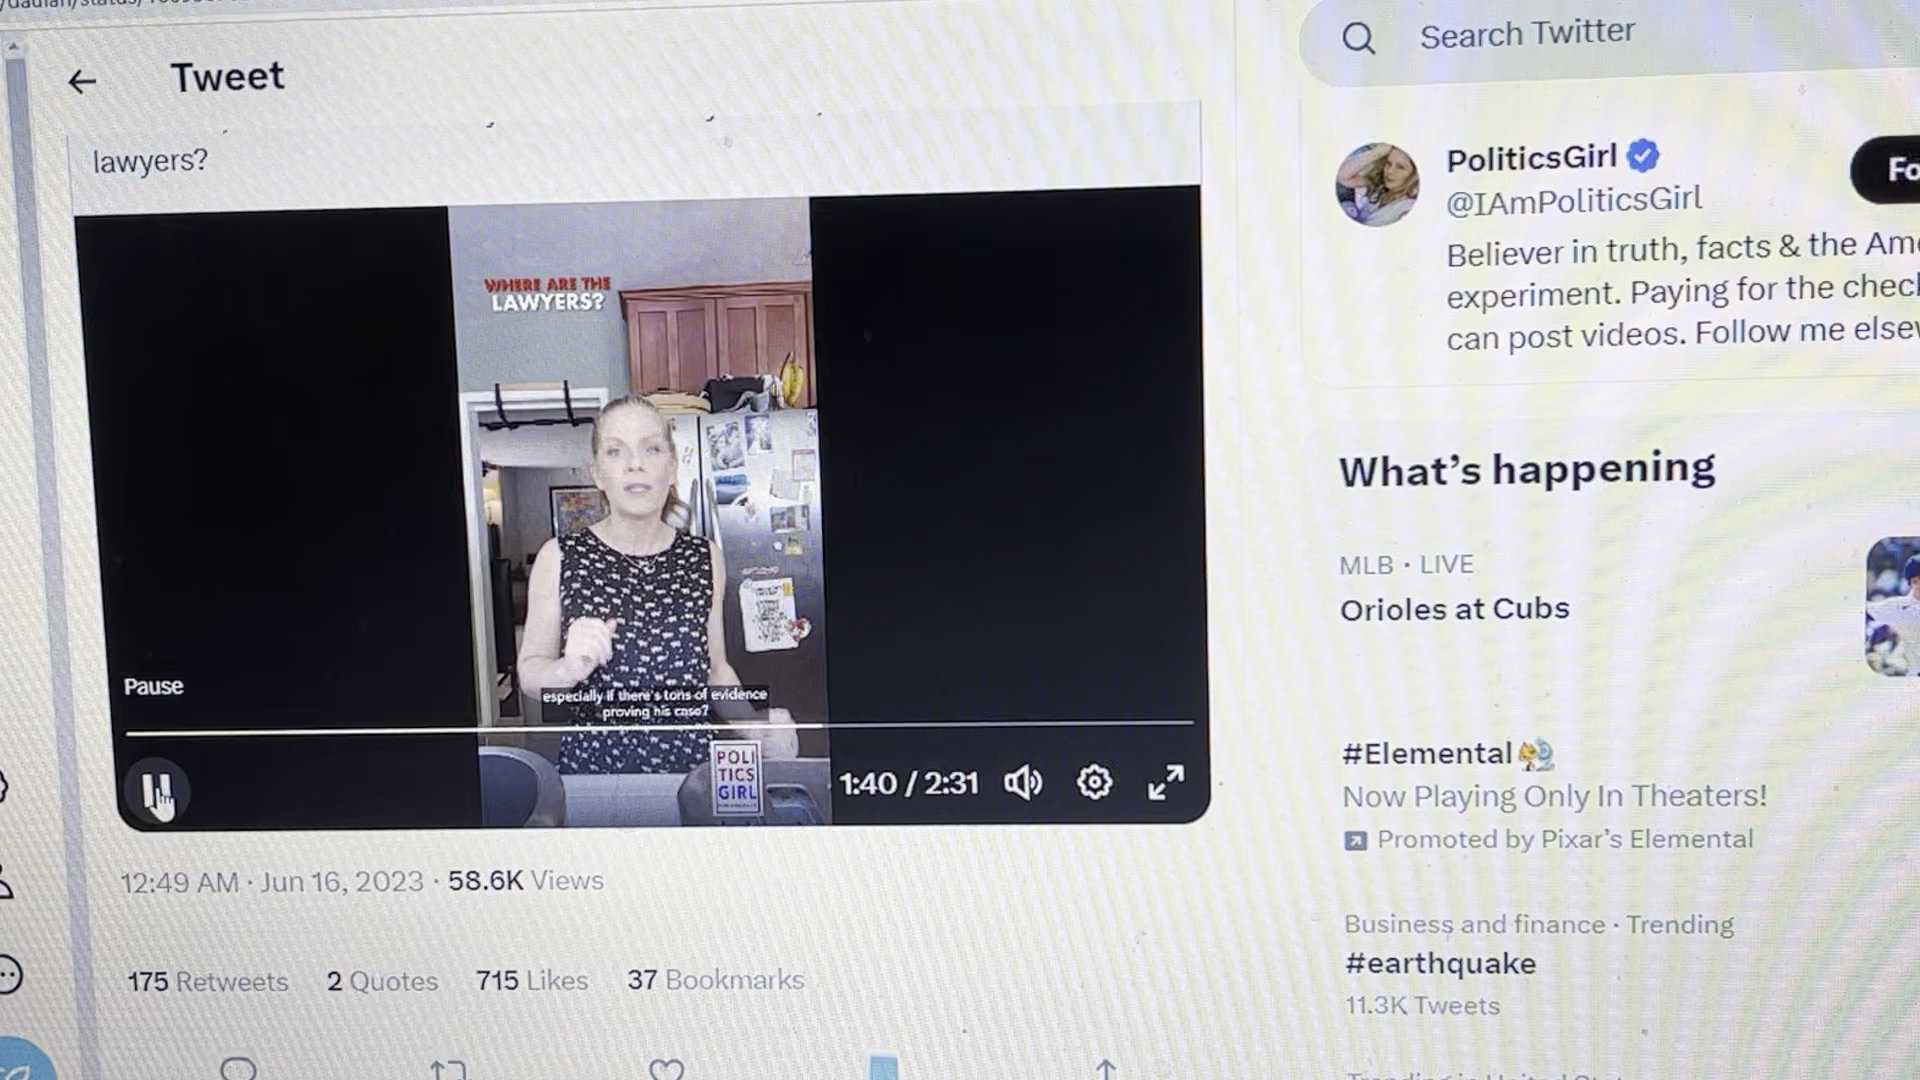 Tweet
lawyers?
WHERE ARE THE
LAWYERS?
especially if there's tons of evidence
proving his case?
Pause
POLI
TICS
GIRL
1:40 / 2:31
12:49 AM · Jun 16, 2023 · 58.6K Views
175 Retweets 2 Quotes 715 Likes 37 Bookmarks
Search Twitter
PoliticsGirl
@IAmPoliticsGirl
Fo
Believer in truth, facts & the Am
experiment. Paying for the chec
can post videos. Follow me else
What's happening
MLB · LIVE
Orioles at Cubs
#Elemental
Now Playing Only In Theaters!
Promoted by Pixar's Elemental
Business and finance · Trending
#earthquake
11.3K Tweets